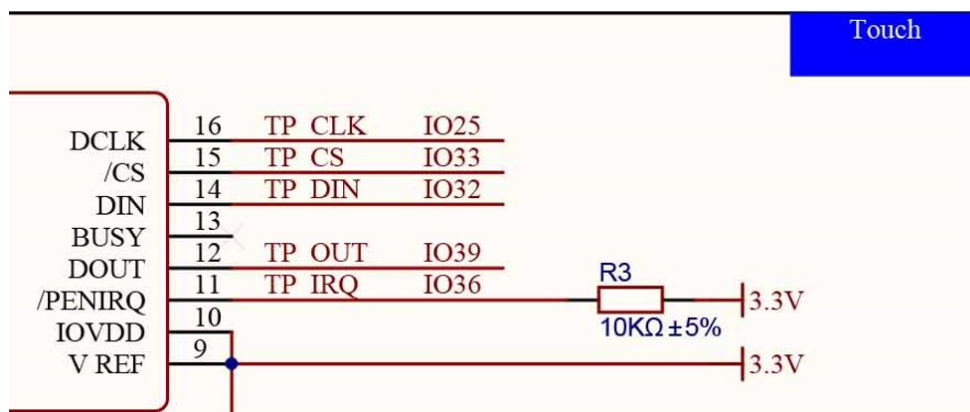 Touch
DCLK 16 TP CLK IO25
/CS 15 TP CS IO33
DIN 14 TP DIN IO32
BUSY 13
DOUT 12 TP OUT IO39
/PENIRQ 11 TP IRQ IO36 R3 10KΩ±5% 3.3V
IOVDD 10
V REF 9 3.3V